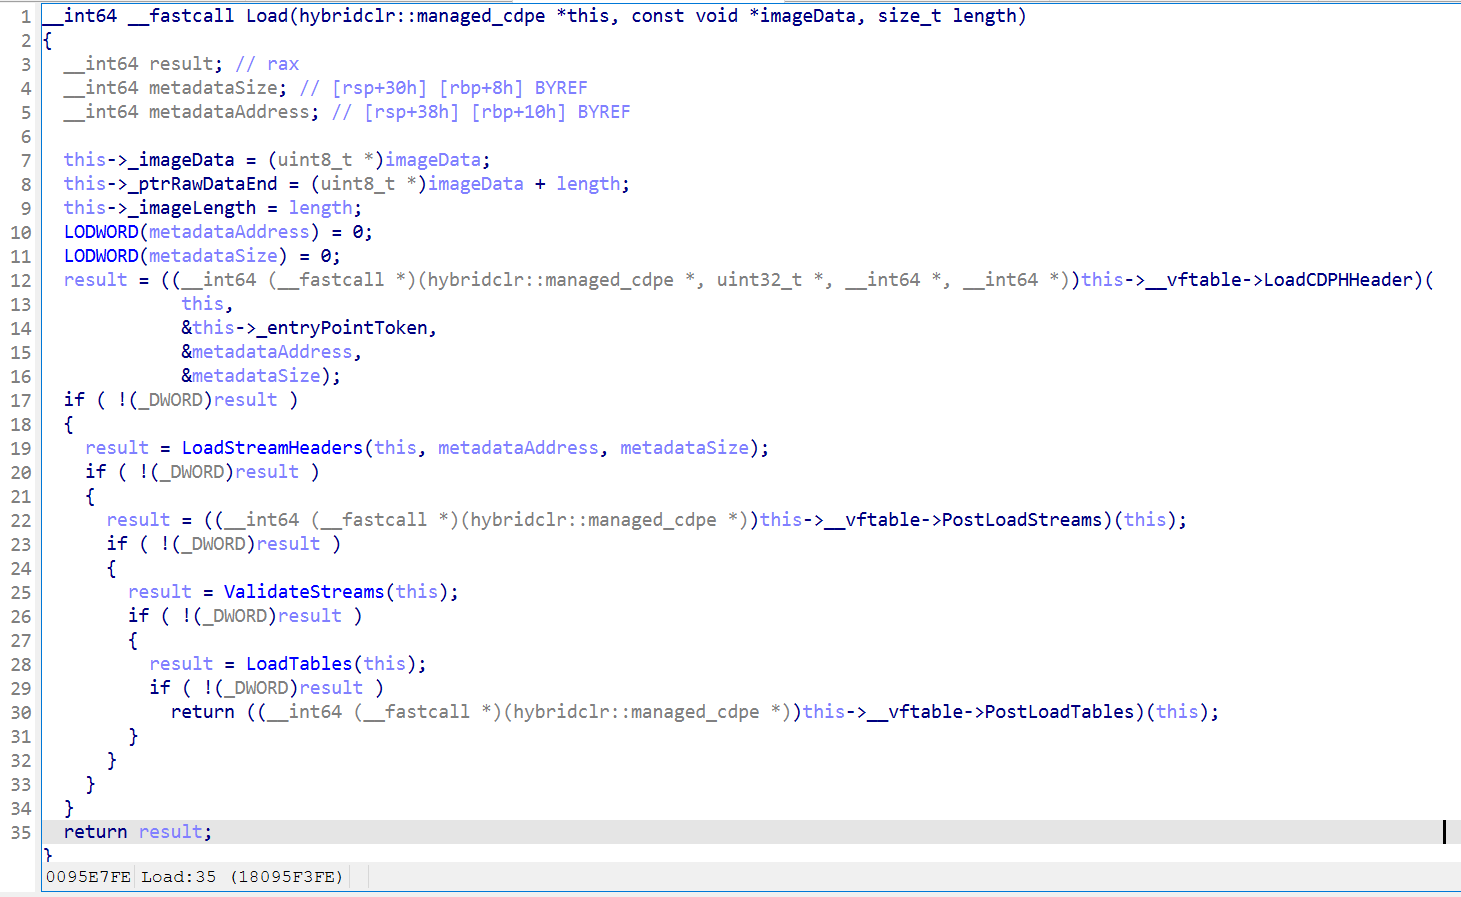 1 __int64 __fastcall Load(hybridclr::managed_cdpe *this, const void *imageData, size_t length)
2 {
3   __int64 result; // rax
4   __int64 metadataSize; // [rsp+30h] [rbp+8h] BYREF
5   __int64 metadataAddress; // [rsp+38h] [rbp+10h] BYREF
6
7   this->_imageData = (uint8_t *)imageData;
8   this->_ptrRawDataEnd = (uint8_t *)imageData + length;
9   this->_imageLength = length;
10   LODWORD(metadataAddress) = 0;
11   LODWORD(metadataSize) = 0;
12   result = ((__int64 (__fastcall *)(hybridclr::managed_cdpe *, uint32_t *, __int64 *, __int64 *))this->__vftable->LoadCDPHHeader)(
13              this,
14              &this->_entryPointToken,
15              &metadataAddress,
16              &metadataSize);
17   if ( !(_DWORD)result )
18   {
19     result = LoadStreamHeaders(this, metadataAddress, metadataSize);
20     if ( !(_DWORD)result )
21     {
22       result = ((__int64 (__fastcall *)(hybridclr::managed_cdpe *))this->__vftable->PostLoadStreams)(this);
23       if ( !(_DWORD)result )
24       {
25         result = ValidateStreams(this);
26         if ( !(_DWORD)result )
27         {
28           result = LoadTables(this);
29           if ( !(_DWORD)result )
30             return ((__int64 (__fastcall *)(hybridclr::managed_cdpe *))this->__vftable->PostLoadTables)(this);
31         }
32       }
33     }
34   }
35   return result;
}
0095E7FE Load:35 (18095F3FE)